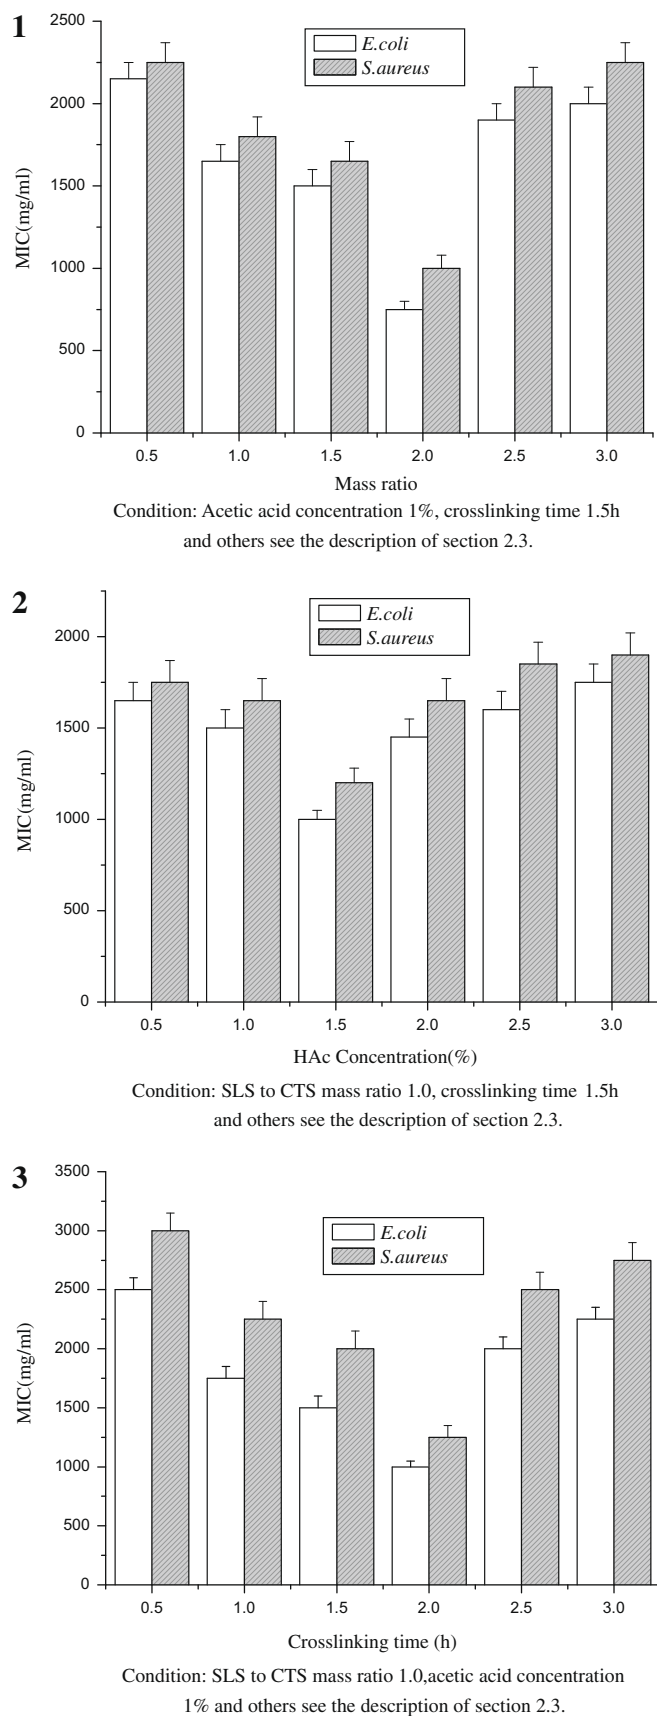 1
2500
2000
1500
1000
500
0
MIC(mg/ml)
E.coli
S.aureus
0.5 1.0 1.5 2.0 2.5 3.0
Mass ratio
Condition: Acetic acid concentration 1%, crosslinking time 1.5h
and others see the description of section 2.3.
2
2000
1500
1000
500
0
MIC(mg/ml)
E.coli
S.aureus
0.5 1.0 1.5 2.0 2.5 3.0
HAc Concentration(%)
Condition: SLS to CTS mass ratio 1.0, crosslinking time 1.5h
and others see the description of section 2.3.
3
3500
3000
2500
2000
1500
1000
500
0
MIC(mg/ml)
E.coli
S.aureus
0.5 1.0 1.5 2.0 2.5 3.0
Crosslinking time (h)
Condition: SLS to CTS mass ratio 1.0,acetic acid concentration
1% and others see the description of section 2.3.